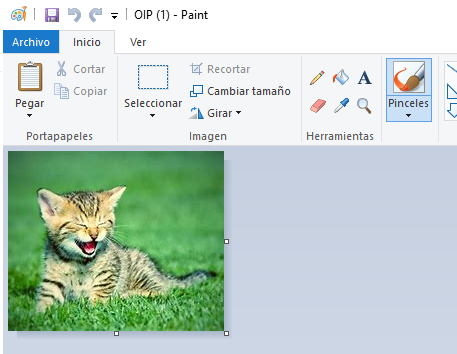 OIP (1) - Paint
Archivo Inicio Ver
Pegar
Cortar
Copiar
Portapapeles
Seleccionar
Recortar
Cambiar tamaño
Girar
Imagen
A
Herramientas
Pinceles